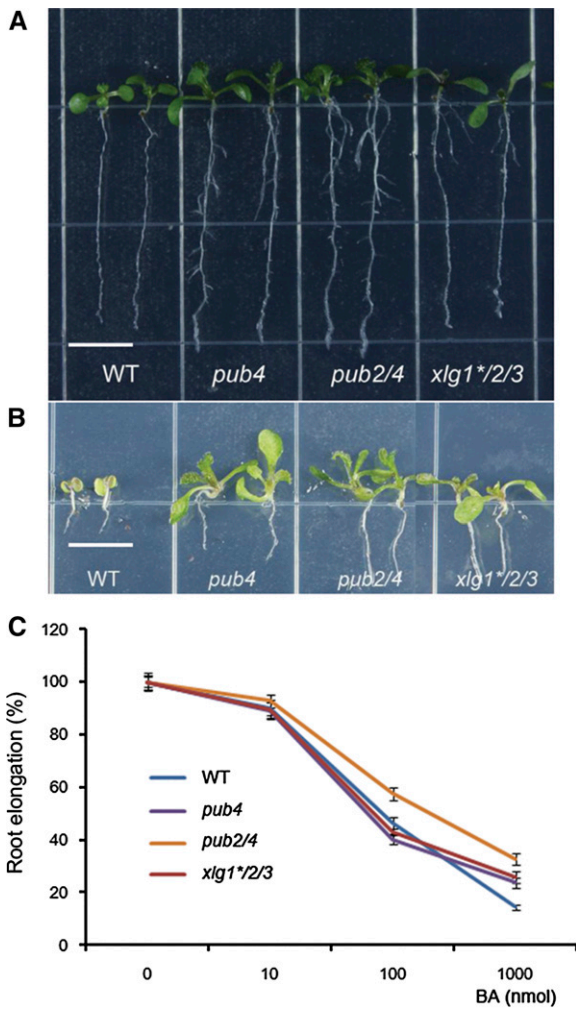 A
WT pub4 pub2/4 xlg1*/2/3
B
WT pub4 pub2/4 xlg1*/2/3
C
120
100
80
60
40
20
0
Root elongation (%)
WT
pub4
pub2/4
xlg1*/2/3
0 10 100 1000
BA (nmol)